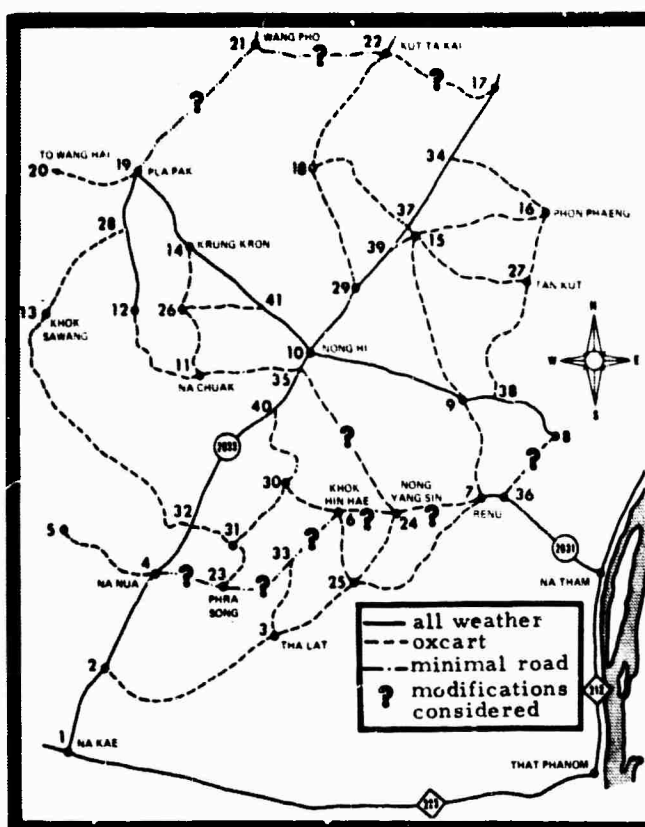 21 WANG PHO
22 KUT TA KAI
? ?
17
?
34
TO WANG HAI
20 19 PLA PAK
18
37
16 PHON PHAENG
28
14 KRUNG KRON
39 15
27
TAN KUT
29
13
KHOK
SAWANG
12 26 41
N
W E
S
10 NONG HI
11
NA CHUAK
35
40
9 38
2033
?
8
30
KHOK
HIN HAE
NONG
YANG SIN
?
7 36
RENU
32
6 ? 24 ?
5 31
33 ?
2031
4
NA NUA
? 23 ?
PHRA
SONG
25
NA THAM
3
THA LAT
all weather
oxcart
minimal road
? modifications
considered
2
212
1 NA KAE
THAT PHANOM